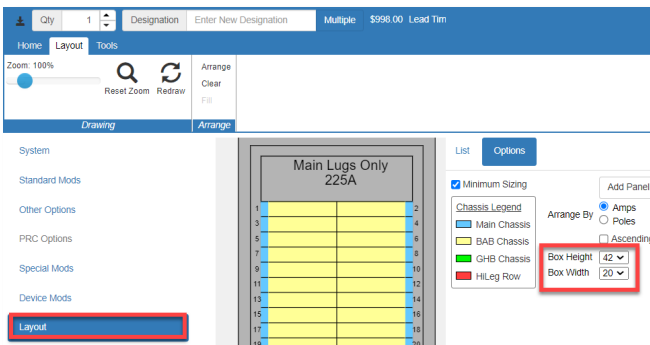 Qty 1 Designation Enter New Designation Multiple $998.00 Lead Tim
Home Layout Tools
Zoom: 100%
Reset Zoom Redraw
Arrange
Clear
Fill
Drawing Arrange
System
Standard Mods
Other Options
PRC Options
Special Mods
Device Mods
Layout
Main Lugs Only
225A
1 2
3 4
5 6
7 8
9 10
11 12
13 14
15 16
17 18
19 20
List Options
Minimum Sizing
Add Panel
Chassis Legend
Main Chassis
BAB Chassis
GHB Chassis
HiLeg Row
Arrange By Amps
Poles
Ascending
Box Height 42
Box Width 20